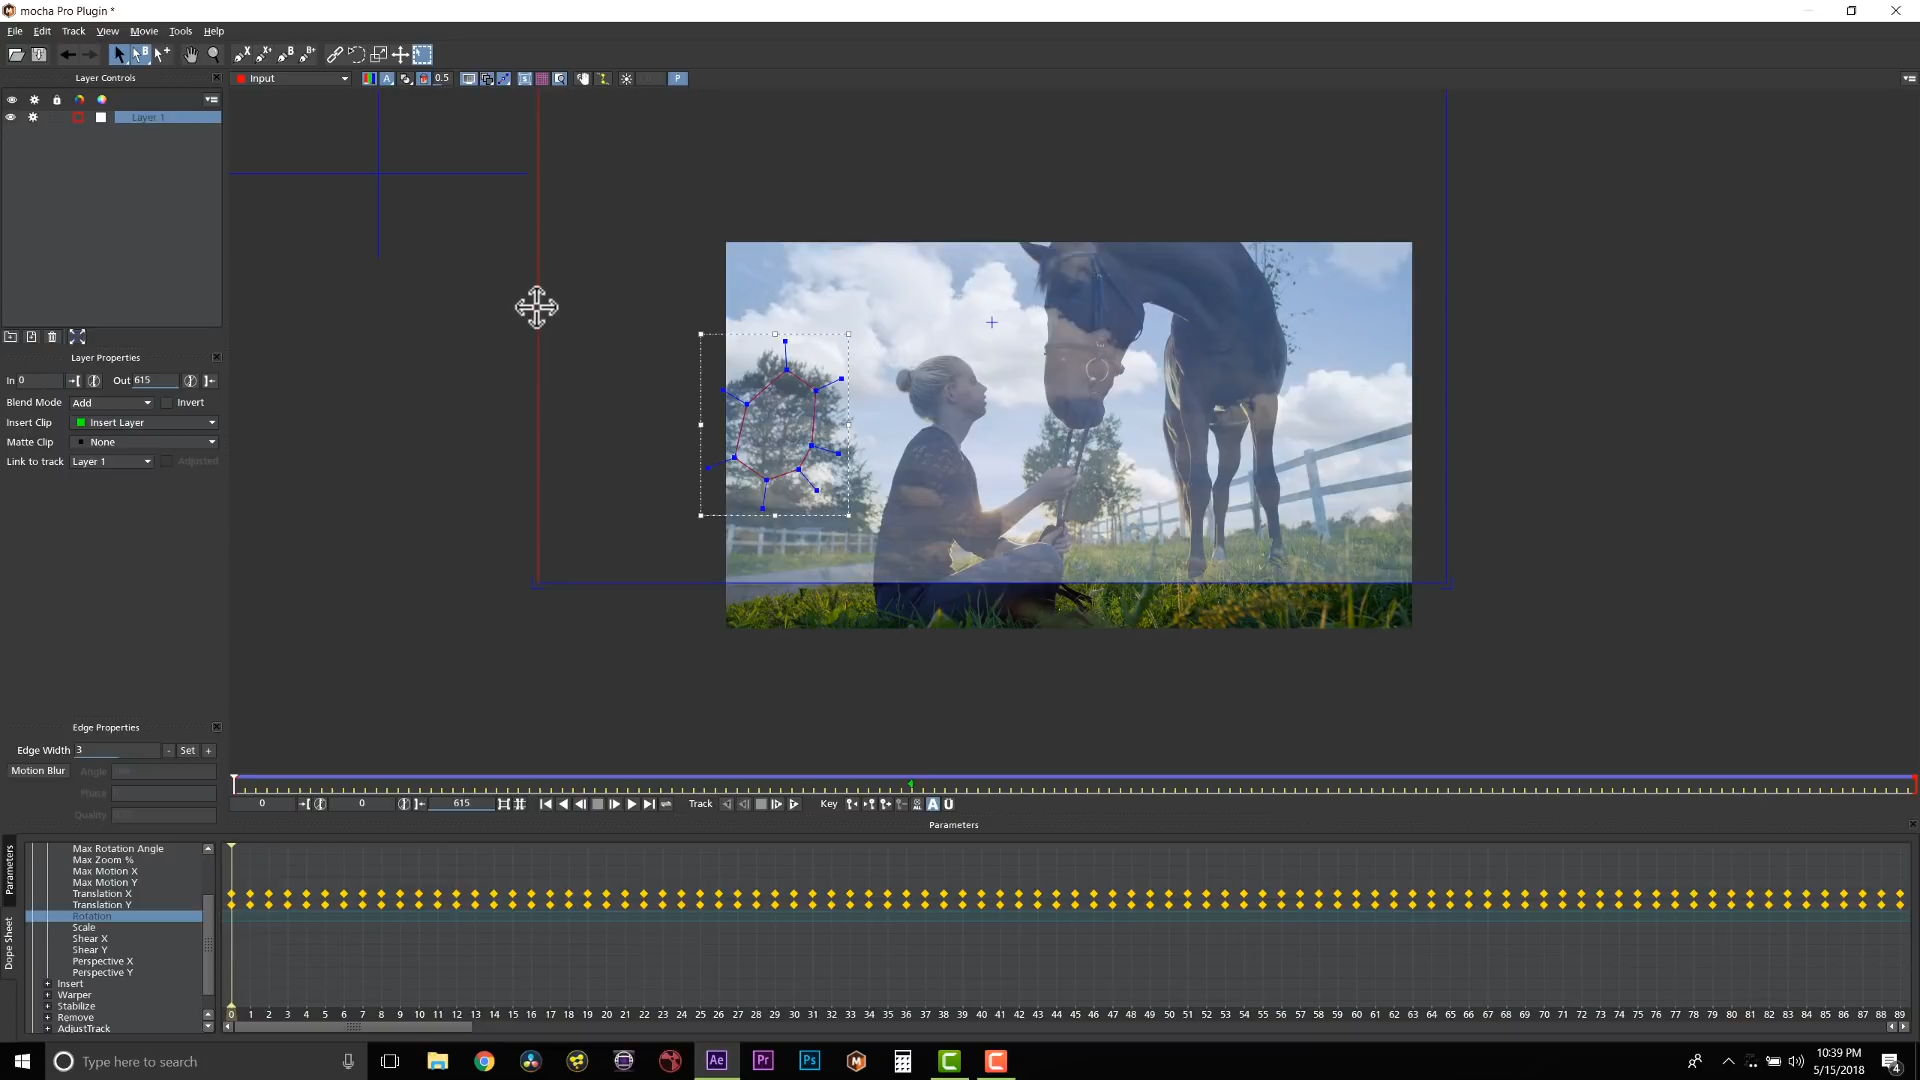 mocha Pro Plugin *
File Edit Track View Movie Tools Help
Layer Controls
Input
A
0.5
P
Layer 1
Layer Properties
In 0 Out 615
Blend Mode Add Invert
Insert Clip Insert Layer
Matte Clip None
Link to track Layer 1 Adjusted
Edge Properties
Edge Width 3 - Set +
Motion Blur Angle
Phase
Quality
0 0 615 Track Key A
Parameters
Parameters
Dope Sheet
Max Rotation Angle
Max Zoom %
Max Motion X
Max Motion Y
Translation X
Translation Y
Rotation
Scale
Shear X
Shear Y
Perspective X
Perspective Y
Insert
Warper
Stabilize
Remove
AdjustTrack
0 1 2 3 4 5 6 7 8 9 10 11 12 13 14 15 16 17 18 19 20 21 22 23 24 25 26 27 28 29 30 31 32 33 34 35 36 37 38 39 40 41 42 43 44 45 46 47 48 49 50 51 52 53 54 55 56 57 58 59 60 61 62 63 64 65 66 67 68 69 70 71 72 73 74 75 76 77 78 79 80 81 82 83 84 85 86 87 88 89
Type here to search
Ae
Pr
Ps
10:39 PM
5/15/2018
4